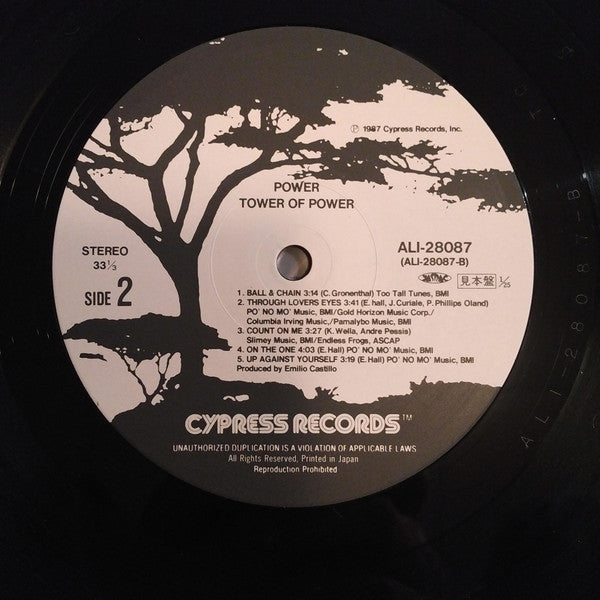 ℗ 1987 Cypress Records, Inc.
POWER
TOWER OF POWER
STEREO
33⅓
SIDE 2
ALI-28087
(ALI-28087-B)
見本盤 1/25
1. BALL & CHAIN 3:14 (C. Gronenthal) Too Tall Tunes, BMI
2. THROUGH LOVERS EYES 3:41 (E. hall, J. Curiale, P. Phillips Oland)
PO' NO MO' Music, BMI/Gold Horizon Music Corp./
Columbia Irving Music,/Pamalybo Music, BMI
3. COUNT ON ME 3:27 (K. Wella, Andre Pessis)
Slimey Music, BMI/Endless Frogs, ASCAP
4. ON THE ONE 4:03 (E. Hall) PO' NO MO' Music, BMI
5. UP AGAINST YOURSELF 3:19 (E. Hall) PO' NO MO' Music, BMI
Produced by Emilio Castillo
CYPRESS RECORDS™
UNAUTHORIZED DUPLICATION IS A VIOLATION OF APPLICABLE LAWS
All Rights Reserved, Printed in Japan
Reproduction Prohibited
ALI-28087-B